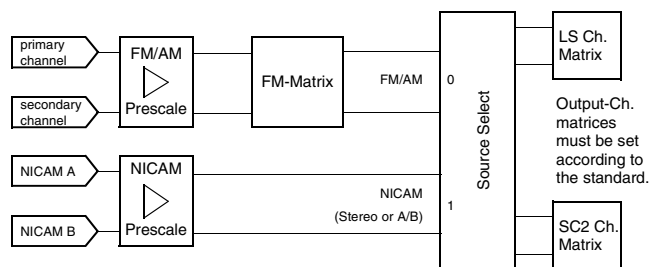 primary
channel
FM/AM
Prescale
secondary
channel
FM-Matrix
FM/AM
0
Source Select
LS Ch.
Matrix
Output-Ch.
matrices
must be set
according to
the standard.
NICAM A
NICAM
Prescale
NICAM B
NICAM
(Stereo or A/B)
1
SC2 Ch.
Matrix